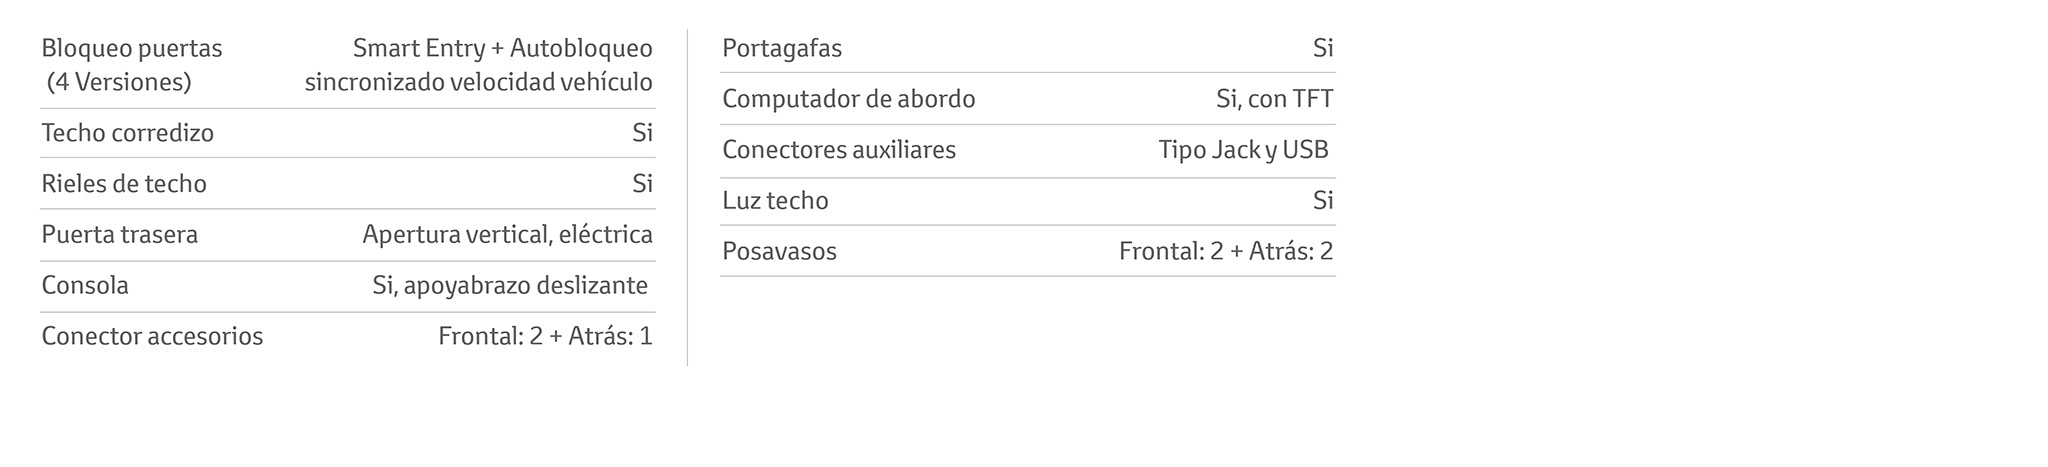 Bloqueo puertas Smart Entry + Autobloqueo
(4 Versiones) sincronizado velocidad vehículo
Techo corredizo Si
Rieles de techo Si
Puerta trasera Apertura vertical, eléctrica
Consola Si, apoyabrazo deslizante
Conector accesorios Frontal: 2 + Atrás: 1
Portagafas Si
Computador de abordo Si, con TFT
Conectores auxiliares Tipo Jack y USB
Luz techo Si
Posavasos Frontal: 2 + Atrás: 2